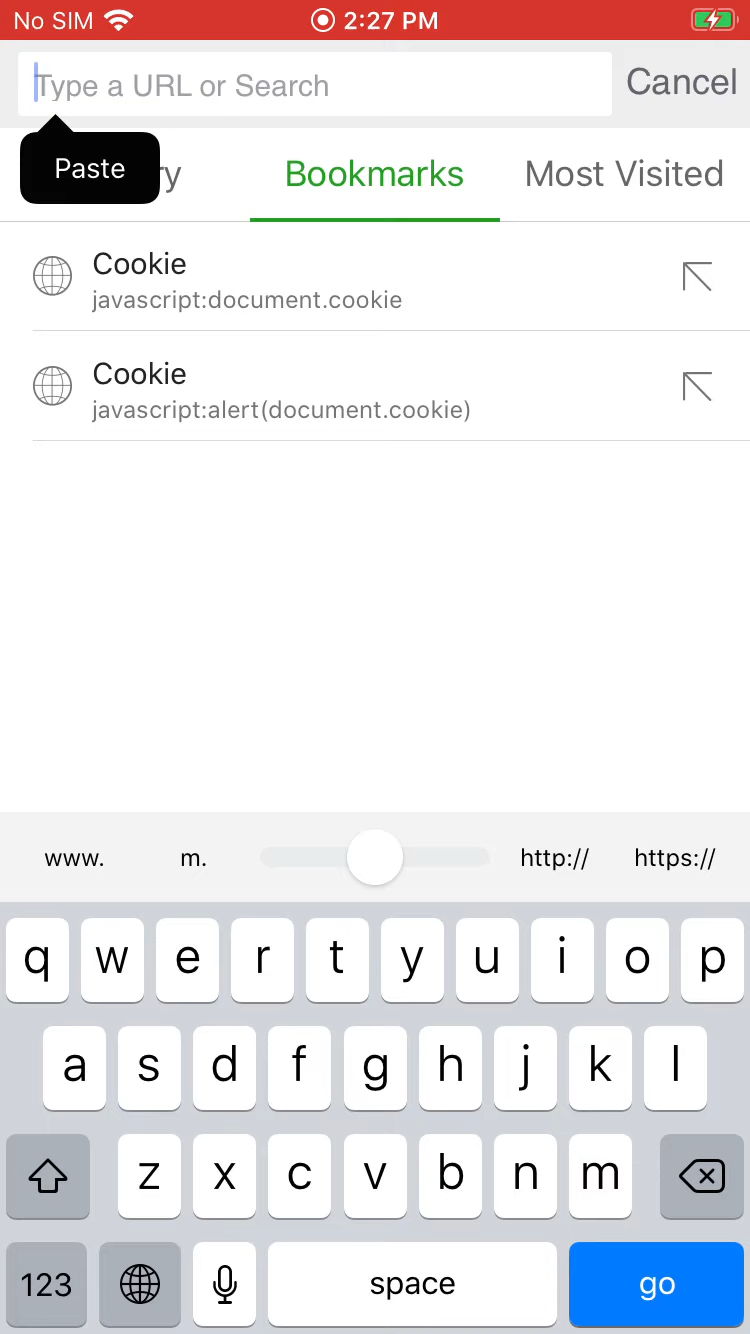 No SIM 2:27 PM
Type a URL or Search Cancel
Paste ry Bookmarks Most Visited
Cookie
javascript:document.cookie
Cookie
javascript:alert(document.cookie)
www. m. http:// https://
q w e r t y u i o p
a s d f g h j k l
z x c v b n m
123 space go